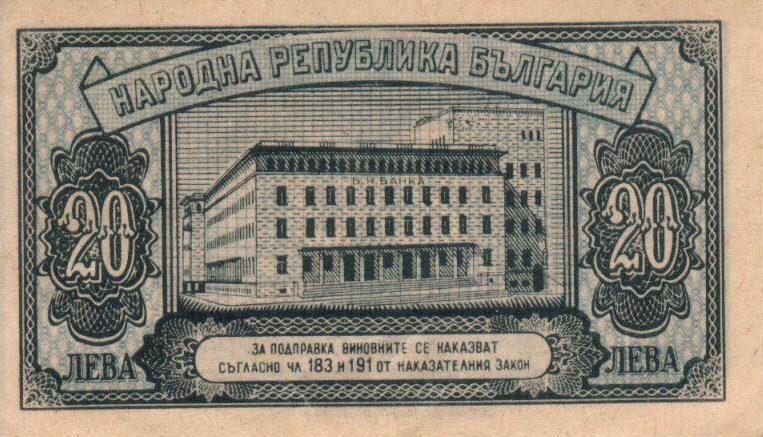 НАРОДНА РЕПУБЛИКА БЪЛГАРИЯ
Б.Н.БАНКА
20
20
ЛЕВА
ЛЕВА
ЗА ПОДПРАВКА ВИНОВНИТЕ СЕ НАКАЗВАТ
СЪГЛАСНО ЧЛ. 183 И 191 ОТ НАКАЗАТЕЛНИЯ ЗАКОН